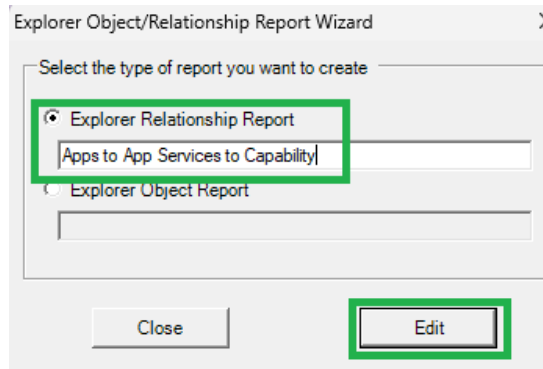 Explorer Object/Relationship Report Wizard
Select the type of report you want to create
Explorer Relationship Report
Apps to App Services to Capability
Explorer Object Report
Close Edit